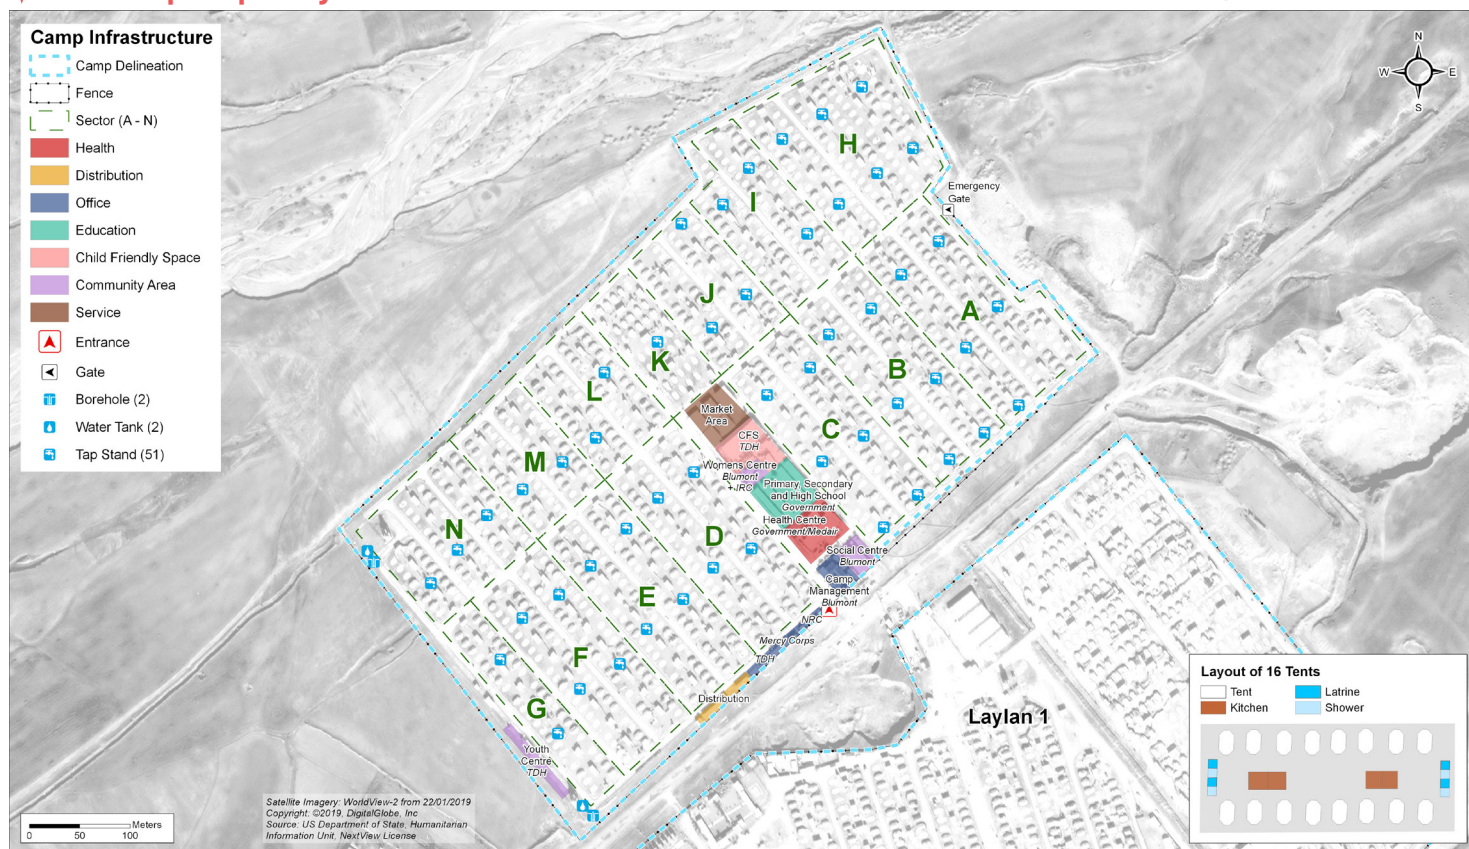 Camp Infrastructure
Camp Delineation
Fence
Sector (A - N)
Health
Distribution
Office
Education
Child Friendly Space
Community Area
Service
Entrance
Gate
Borehole (2)
Water Tank (2)
Tap Stand (51)
N
W
E
S
H
Emergency
Gate
I
J
A
K
B
L
C
Market
Area
CFS
TDH
M
Womens Centre
Blumont
+ IRC
Primary, Secondary
and High School
Government
Health Centre
Government/Medair
N
D
Social Centre
Blumont
Camp
Management
Blumont
E
NRC
Mercy Corps
TDH
F
Distribution
G
Youth
Centre
TDH
Laylan 1
Layout of 16 Tents
Tent
Latrine
Kitchen
Shower
Meters
0
50
100
Satellite Imagery: WorldView-2 from 22/01/2019
Copyright: ©2019, DigitalGlobe, Inc
Source: US Department of State, Humanitarian
Information Unit, NextView License